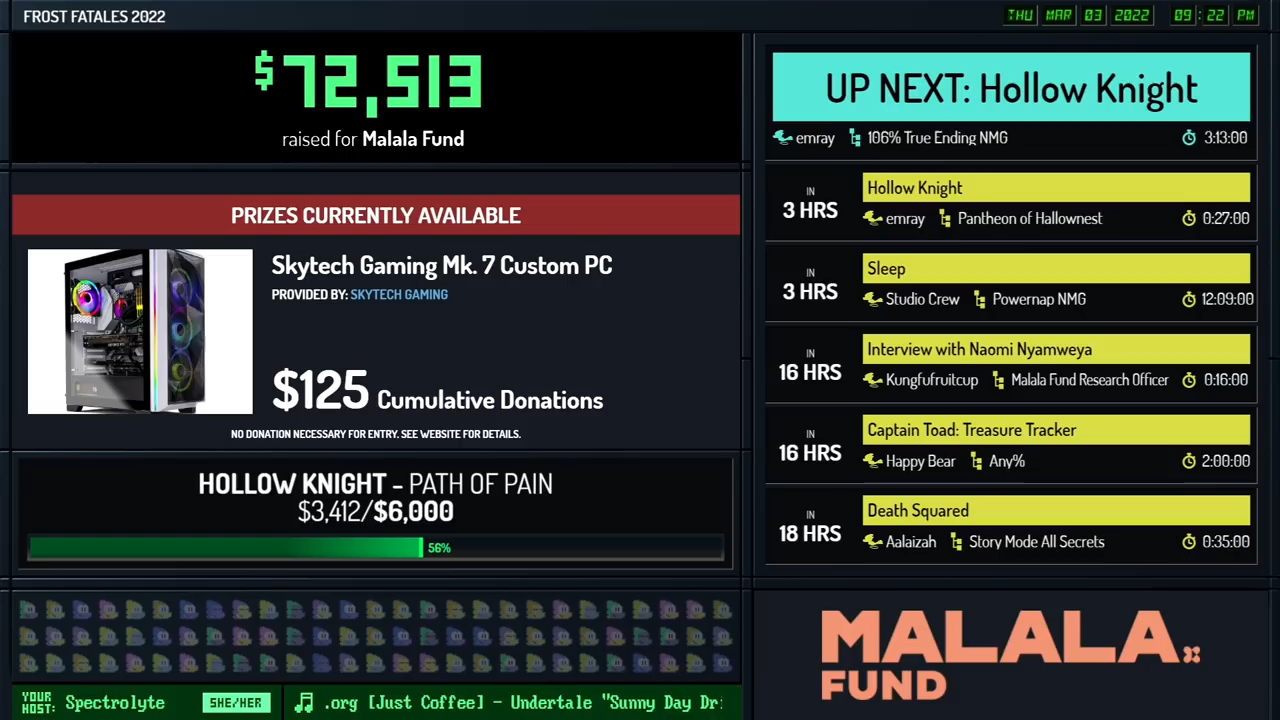 FROST FATALES 2022
THU MAR 03 2022 09:22 PM
$72,513
raised for Malala Fund
PRIZES CURRENTLY AVAILABLE
Skytech Gaming Mk. 7 Custom PC
PROVIDED BY: SKYTECH GAMING
$125 Cumulative Donations
NO DONATION NECESSARY FOR ENTRY. SEE WEBSITE FOR DETAILS.
HOLLOW KNIGHT - PATH OF PAIN
$3,412/$6,000
56%
YOUR HOST: Spectrolyte SHE/HER
.org [Just Coffee] - Undertale "Sunny Day Dr
UP NEXT: Hollow Knight
emray 106% True Ending NMG 3:13:00
IN 3 HRS
Hollow Knight
emray Pantheon of Hallownest 0:27:00
IN 3 HRS
Sleep
Studio Crew Powernap NMG 12:09:00
IN 16 HRS
Interview with Naomi Nyamweya
Kungfufruitcup Malala Fund Research Officer 0:16:00
IN 16 HRS
Captain Toad: Treasure Tracker
Happy Bear Any% 2:00:00
IN 18 HRS
Death Squared
Aalaizah Story Mode All Secrets 0:35:00
MALALA
FUND